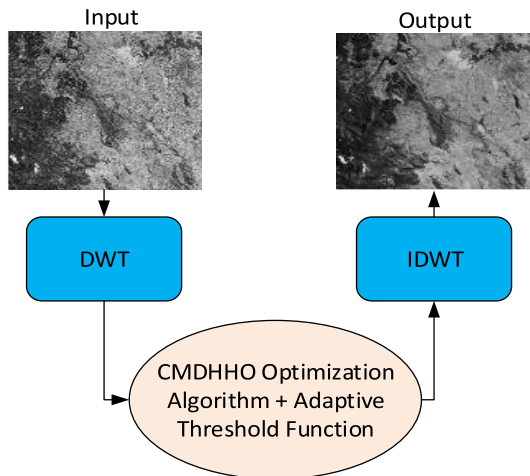 Input
Output
DWT
IDWT
CMDHHO Optimization
Algorithm + Adaptive
Threshold Function